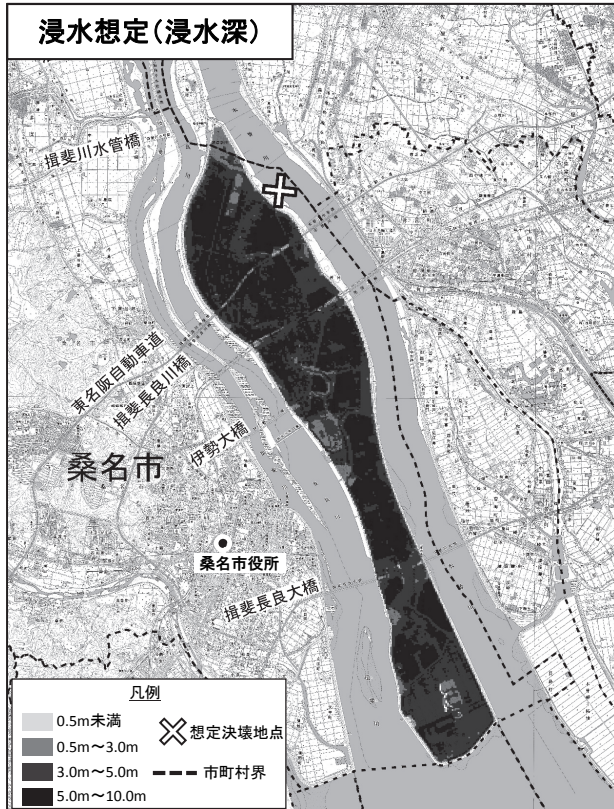 浸水想定(浸水深)
揖斐川水管橋
東名阪自動車道
揖斐長良川橋
伊勢大橋
桑名市
桑名市役所
揖斐長良大橋
凡例
0.5m未満
0.5m～3.0m
3.0m～5.0m
5.0m～10.0m
想定決壊地点
市町村界